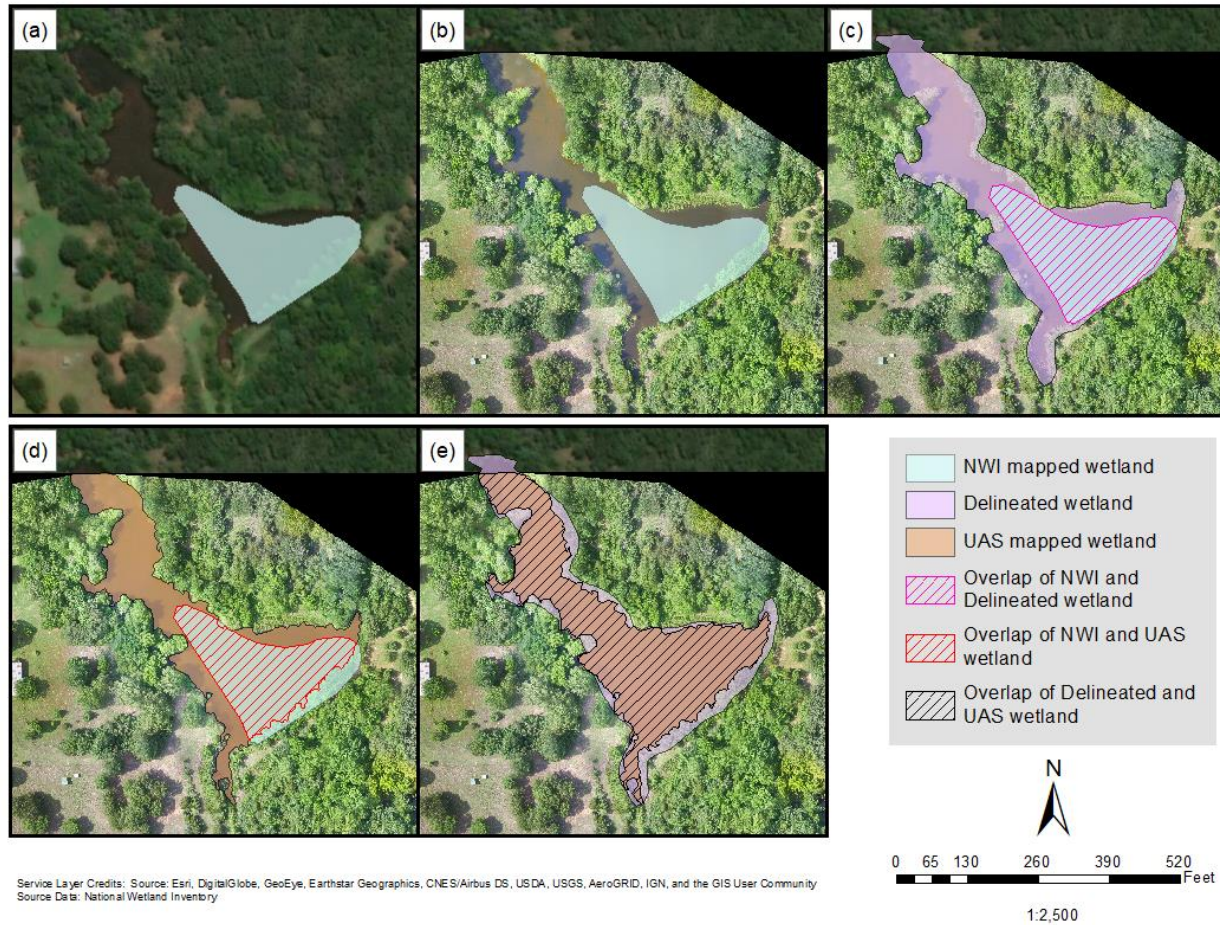 (a)
(b)
(c)
(d)
(e)
NWI mapped wetland
Delineated wetland
UAS mapped wetland
Overlap of NWI and
Delineated wetland
Overlap of NWI and UAS
wetland
Overlap of Delineated and
UAS wetland
N
0 65 130 260 390 520
Feet
1:2,500
Service Layer Credits: Source: Esri, DigitalGlobe, GeoEye, Earthstar Geographics, CNES/Airbus DS, USDA, USGS, AeroGRID, IGN, and the GIS User Community
Source Data: National Wetland Inventory